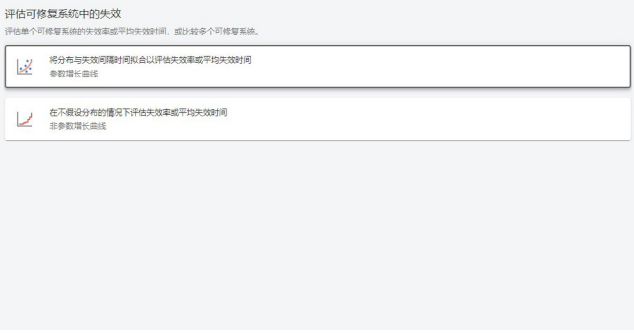 评估可修复系统中的失效
评估单个可修复系统的失效率或平均失效时间、或比较多个可修复系统。
将分布与失效间隔时间拟合以评估失效率或平均失效时间
参数增长曲线
在不假设分布的情况下评估失效率或平均失效时间
非参数增长曲线